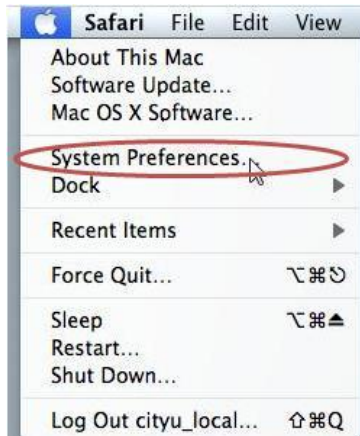 Safari File Edit View
About This Mac
Software Update...
Mac OS X Software...
System Preferences...
Dock
Recent Items
Force Quit... ⌥⌘⎋
Sleep ⌥⌘⏏
Restart...
Shut Down...
Log Out cityu_local... ⇧⌘Q